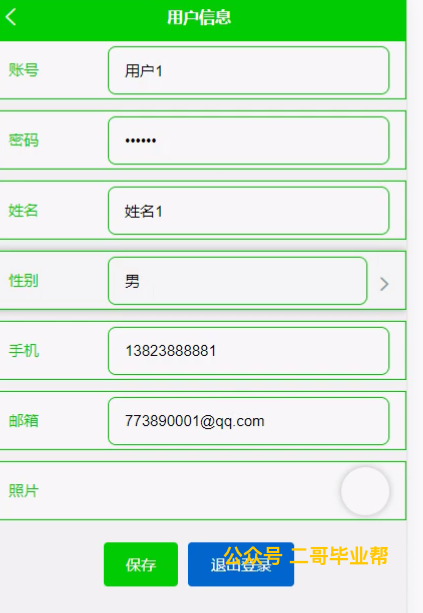 用户信息
账号 用户1
密码 ••••••
姓名 姓名1
性别 男
手机 13823888881
邮箱 773890001@qq.com
照片
保存 退出登录
公众号 二哥毕业帮